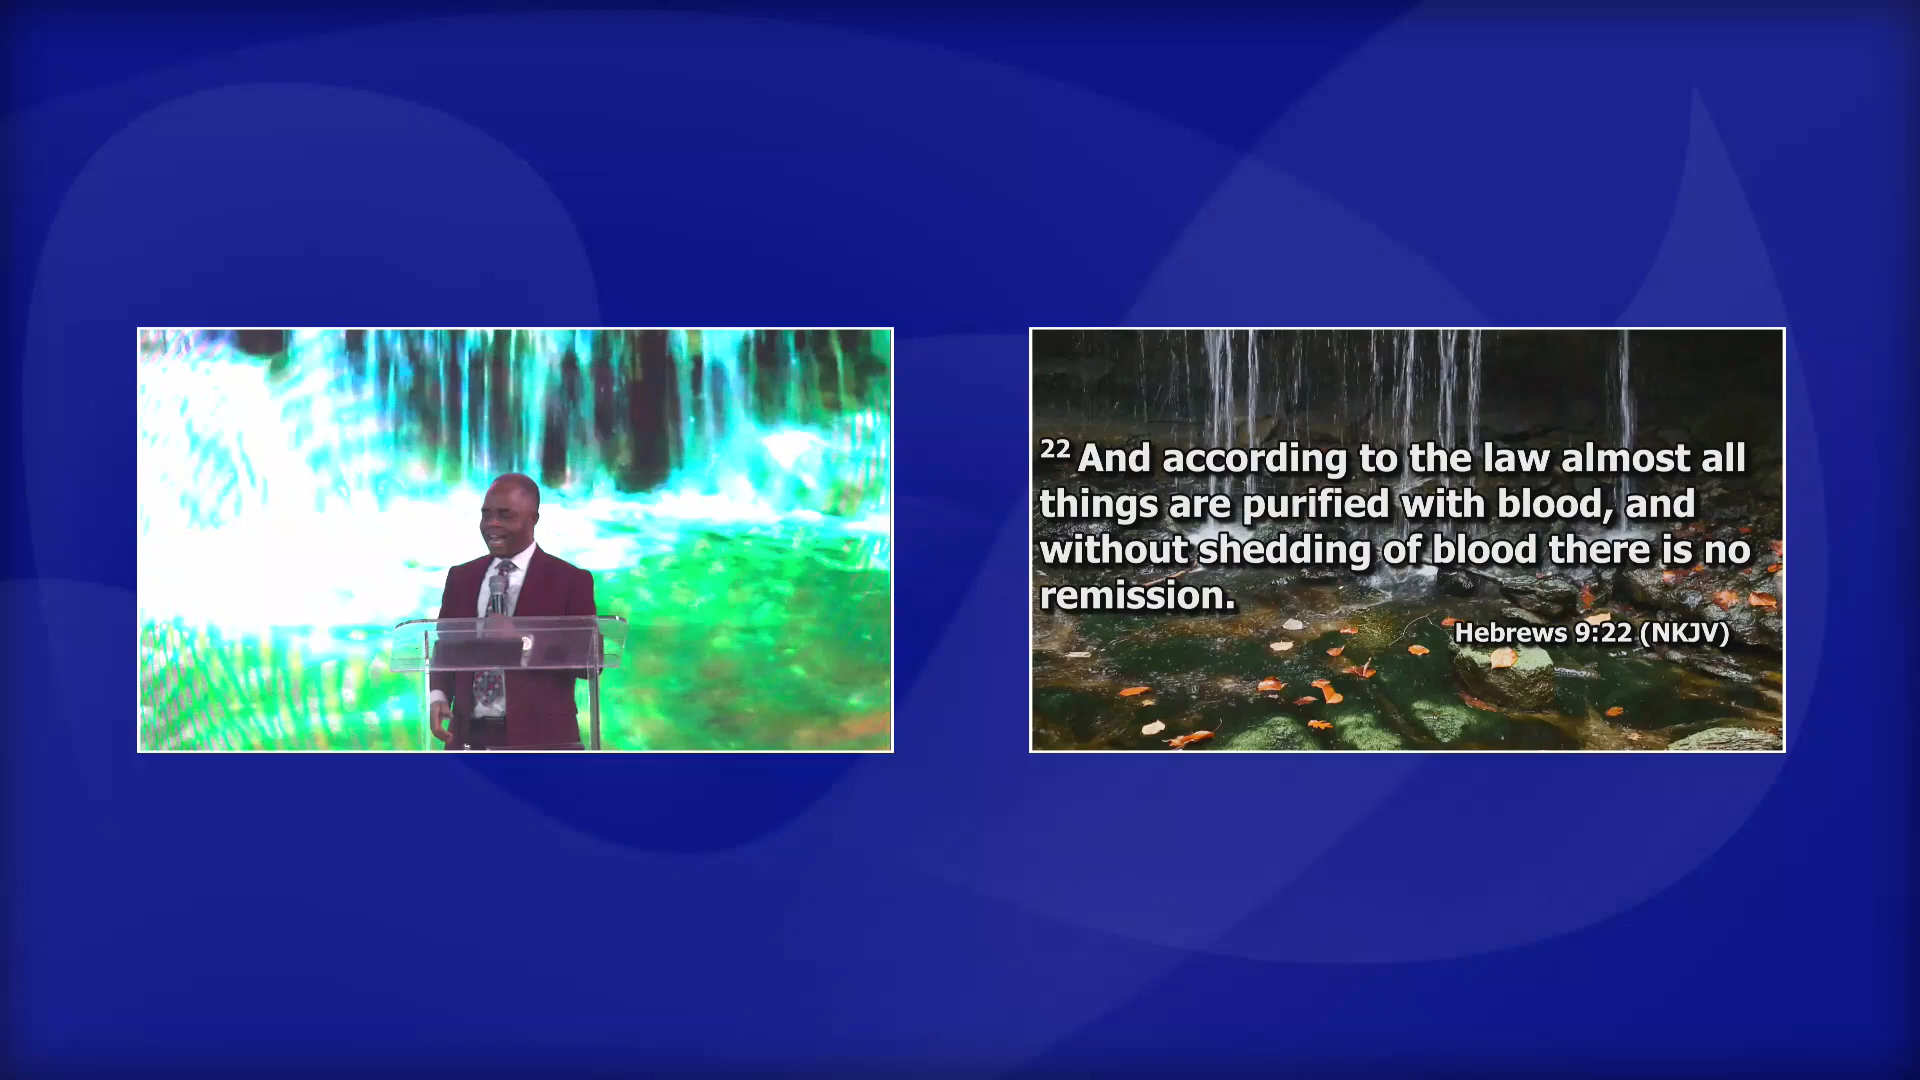 22 And according to the law almost all
things are purified with blood, and
without shedding of blood there is no
remission.
Hebrews 9:22 (NKJV)